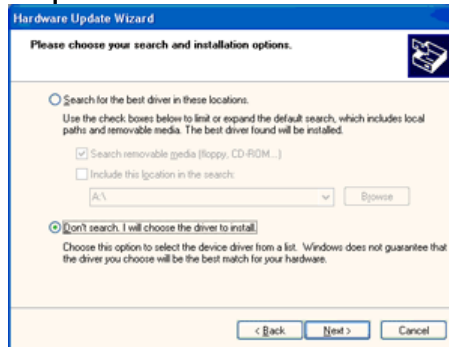 Hardware Update Wizard
Please choose your search and installation options.
Search for the best driver in these locations.
Use the check boxes below to limit or expand the default search, which includes local
paths and removable media. The best driver found will be installed.
Search removable media (floppy, CD-ROM...)
Include this location in the search:
A:\
Browse
Don't search. I will choose the driver to install.
Choose this option to select the device driver from a list. Windows does not guarantee that
the driver you choose will be the best match for your hardware.
< Back Next > Cancel